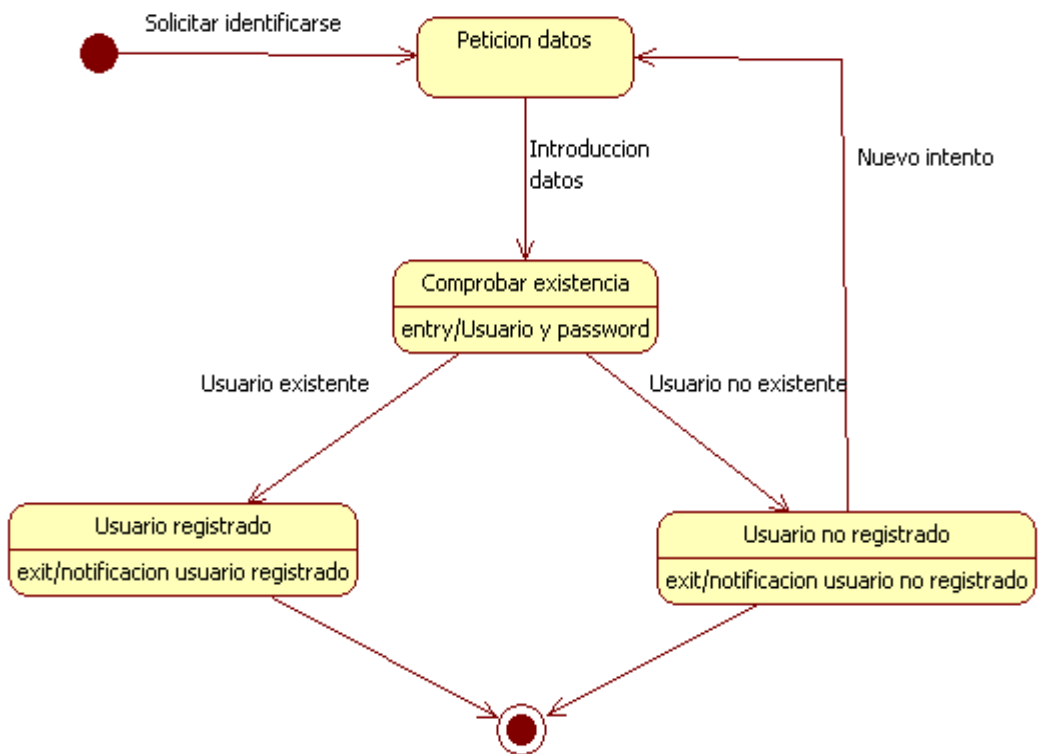 Solicitar identificarse
Peticion datos
Introduccion
datos
Nuevo intento
Comprobar existencia
entry/Usuario y password
Usuario existente
Usuario no existente
Usuario registrado
exit/notificacion usuario registrado
Usuario no registrado
exit/notificacion usuario no registrado